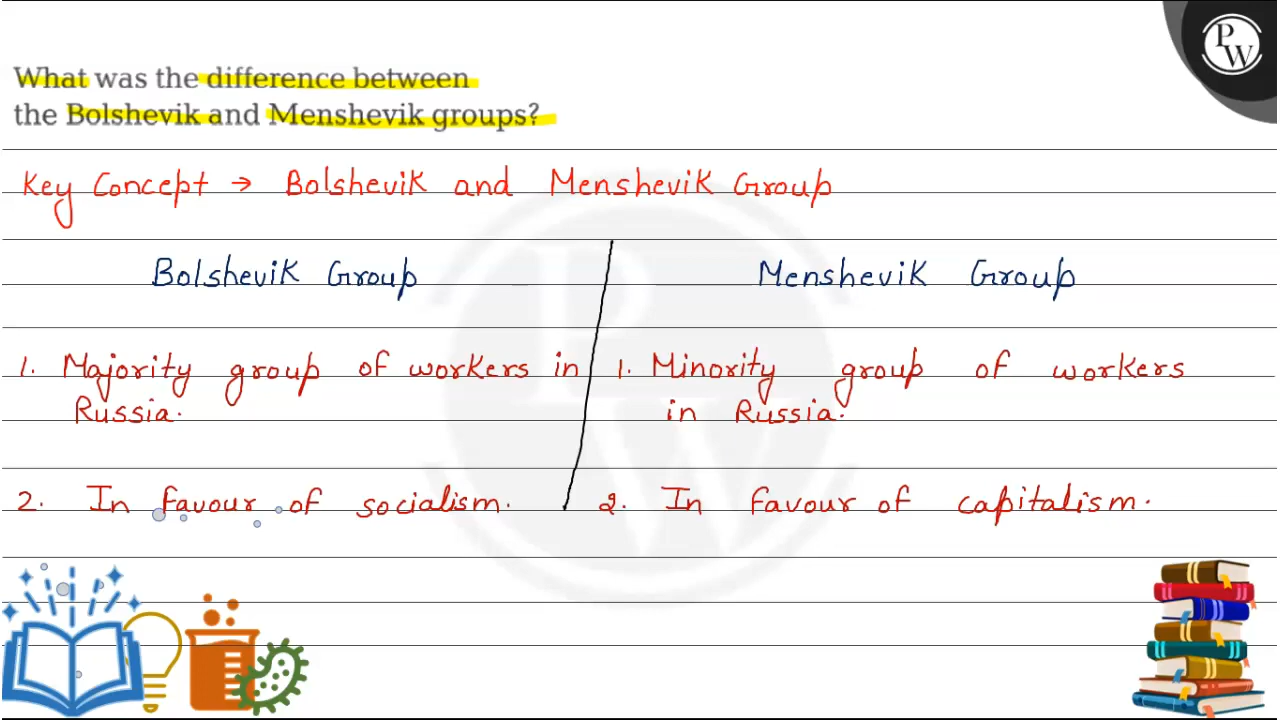 PW
What was the difference between
the Bolshevik and Menshevik groups?
Key Concept → Bolshevik and Menshevik Group
Bolshevik Group
Menshevik Group
1. Majority group of workers in
Russia.
1. Minority group of workers
in Russia.
2. In favour of socialism.
2. In favour of capitalism.
PW